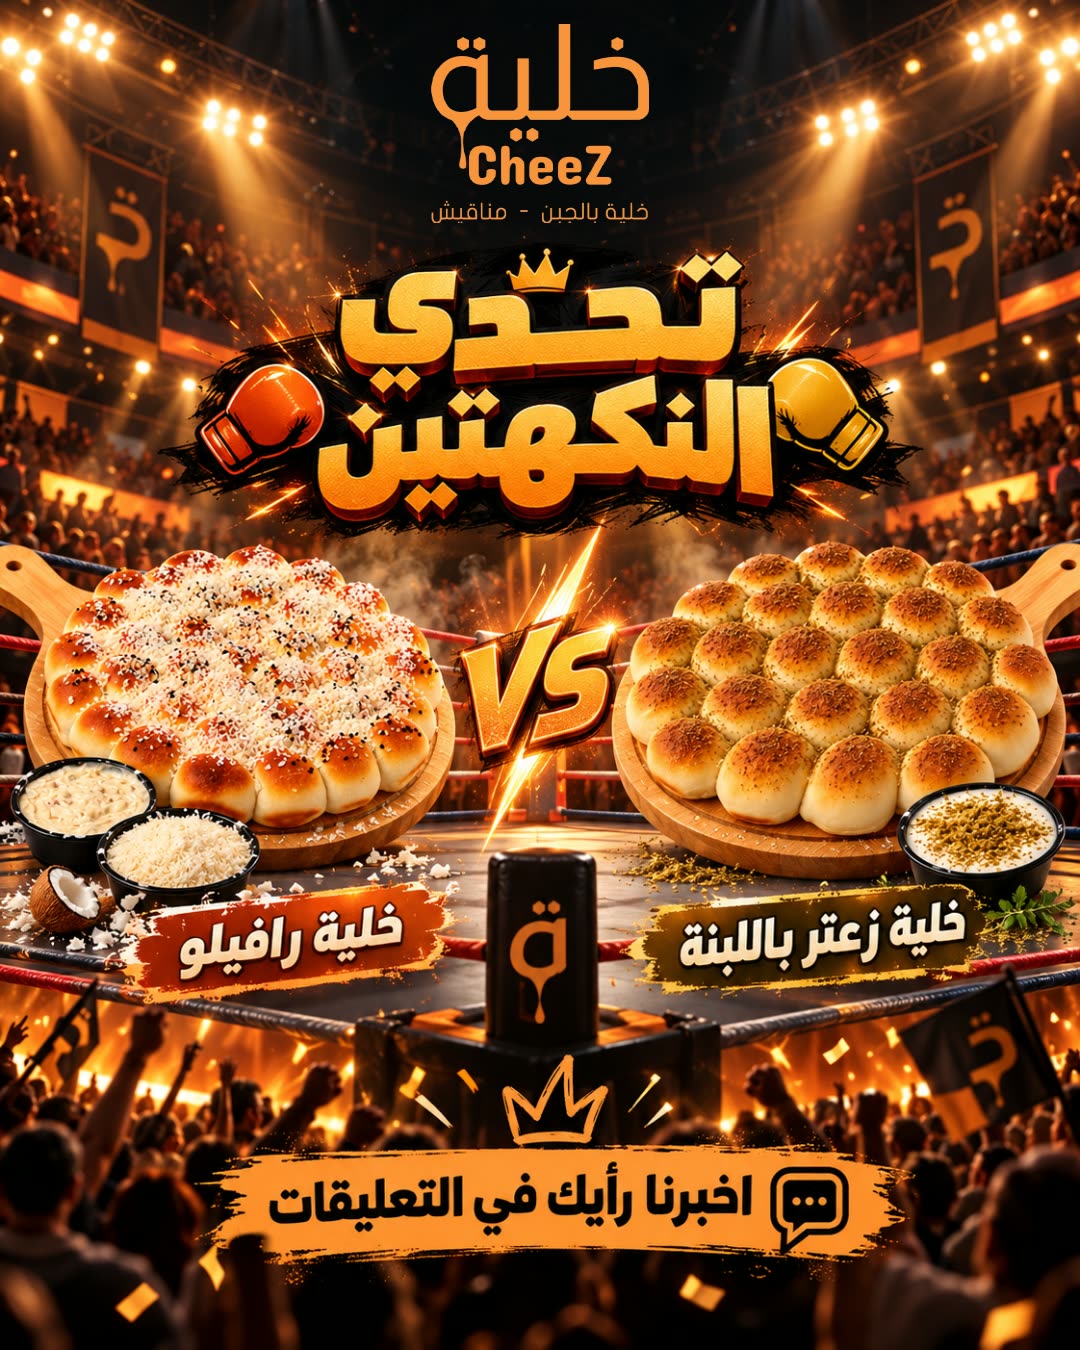 خلية
CheeZ
خلية بالجبن - مناقيش
تحدي
النكهتين
VS
خلية رافيلو
خلية زعتر باللبنة
اخبرنا رأيك في التعليقات